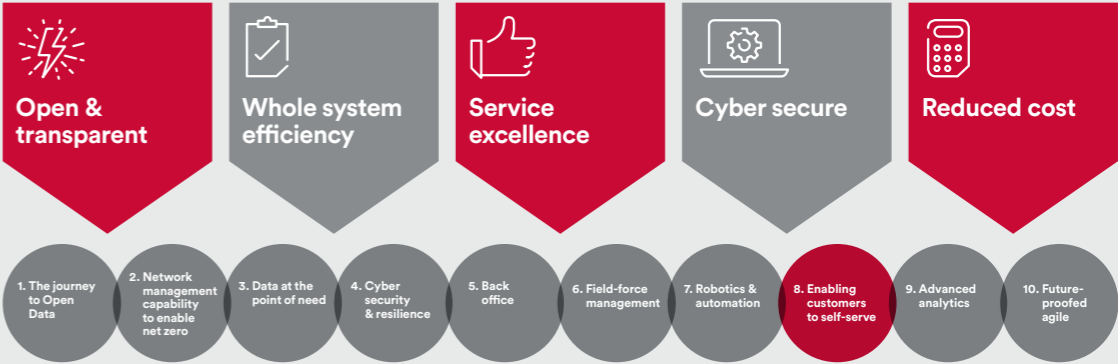 Open &
transparent
Whole system
efficiency
Service
excellence
Cyber secure
Reduced cost
1. The journey
to Open
Data
2. Network
management
capability
to enable
net zero
3. Data at the
point of need
4. Cyber
security
& resilience
5. Back
office
6. Field-force
management
7. Robotics &
automation
8. Enabling
customers
to self-serve
9. Advanced
analytics
10. Future-
proofed
agile